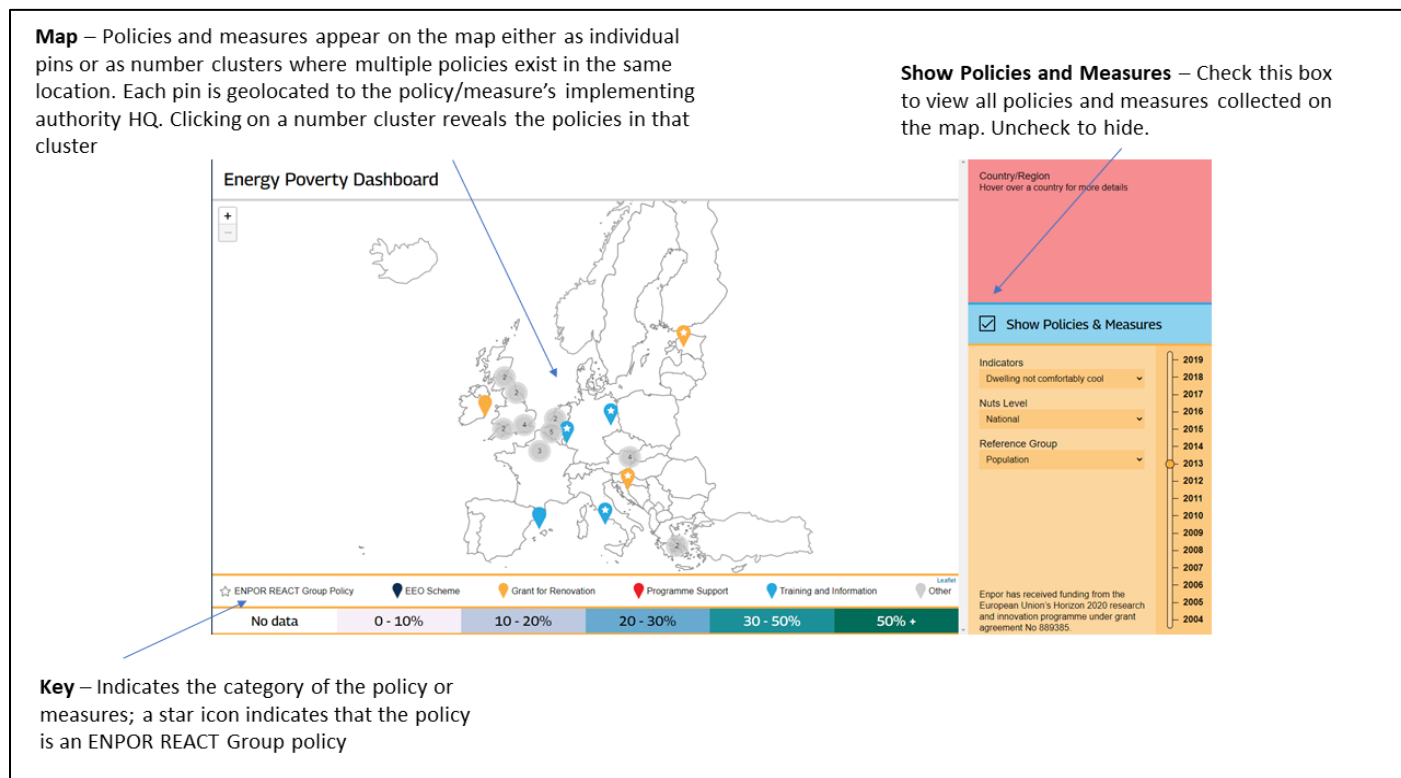 Map – Policies and measures appear on the map either as individual
pins or as number clusters where multiple policies exist in the same
location. Each pin is geolocated to the policy/measure's implementing
authority HQ. Clicking on a number cluster reveals the policies in that
cluster
Show Policies and Measures – Check this box
to view all policies and measures collected on
the map. Uncheck to hide.
Energy Poverty Dashboard
+
−
2
2
2
4
2
5
3
4
2
Leaflet
ENPOR REACT Group Policy
EEO Scheme
Grant for Renovation
Programme Support
Training and Information
Other
No data
0 - 10%
10 - 20%
20 - 30%
30 - 50%
50% +
Country/Region
Hover over a country for more details
Show Policies & Measures
Indicators
Dwelling not comfortably cool
Nuts Level
National
Reference Group
Population
2019
2018
2017
2016
2015
2014
2013
2012
2011
2010
2009
2008
2007
2006
2005
2004
Enpor has received funding from the
European Union's Horizon 2020 research
and innovation programme under grant
agreement No 889385.
Key – Indicates the category of the policy or
measures; a star icon indicates that the policy
is an ENPOR REACT Group policy